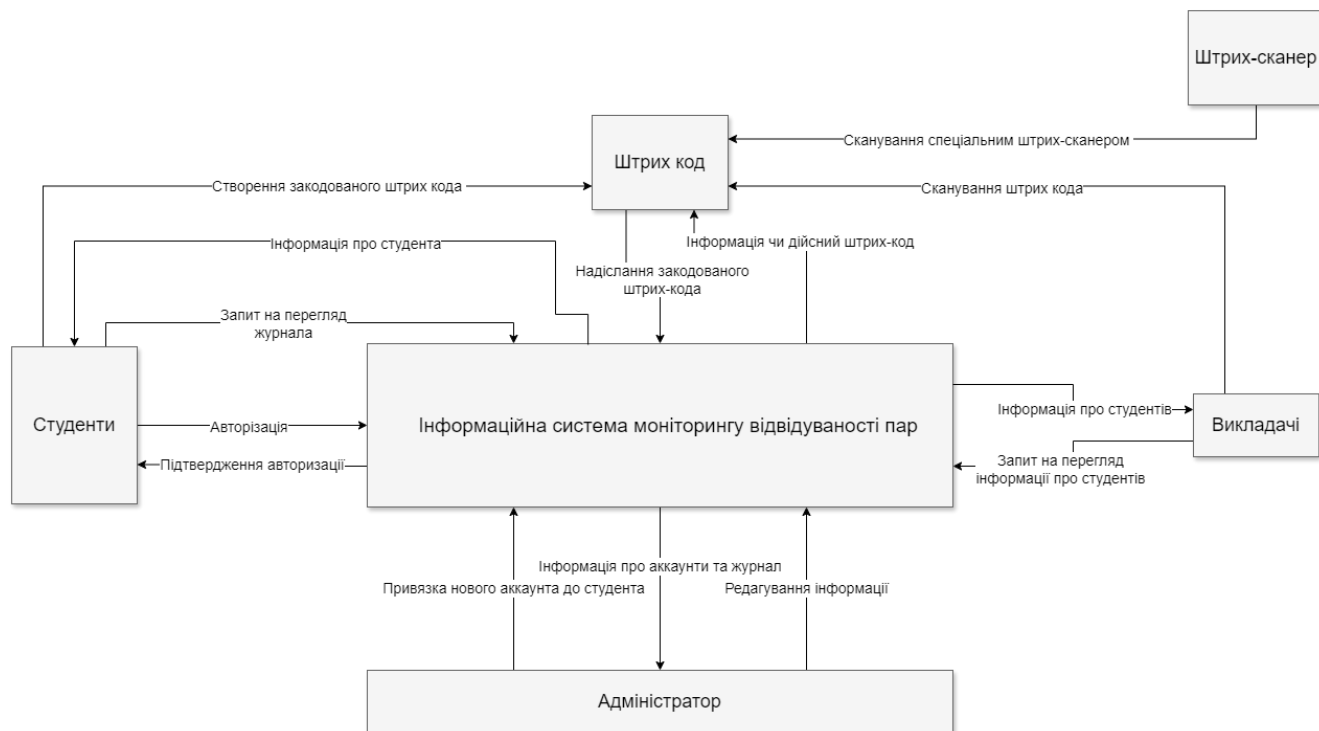 Штрих-сканер
Сканування спеціальним штрих-сканером
Штрих код
Створення закодованого штрих кода
Сканування штрих кода
Інформація про студента
Інформація чи дійсний штрих-код
Надіслання закодованого
штрих-кода
Запит на перегляд
журнала
Студенти
Авторізація
Підтвердження авторизації
Інформаційна система моніторингу відвідуваності пар
Інформація про студентів
Викладачі
Запит на перегляд
інформації про студентів
Інформація про аккаунти та журнал
Привязка нового аккаунта до студента
Редагування інформації
Адміністратор